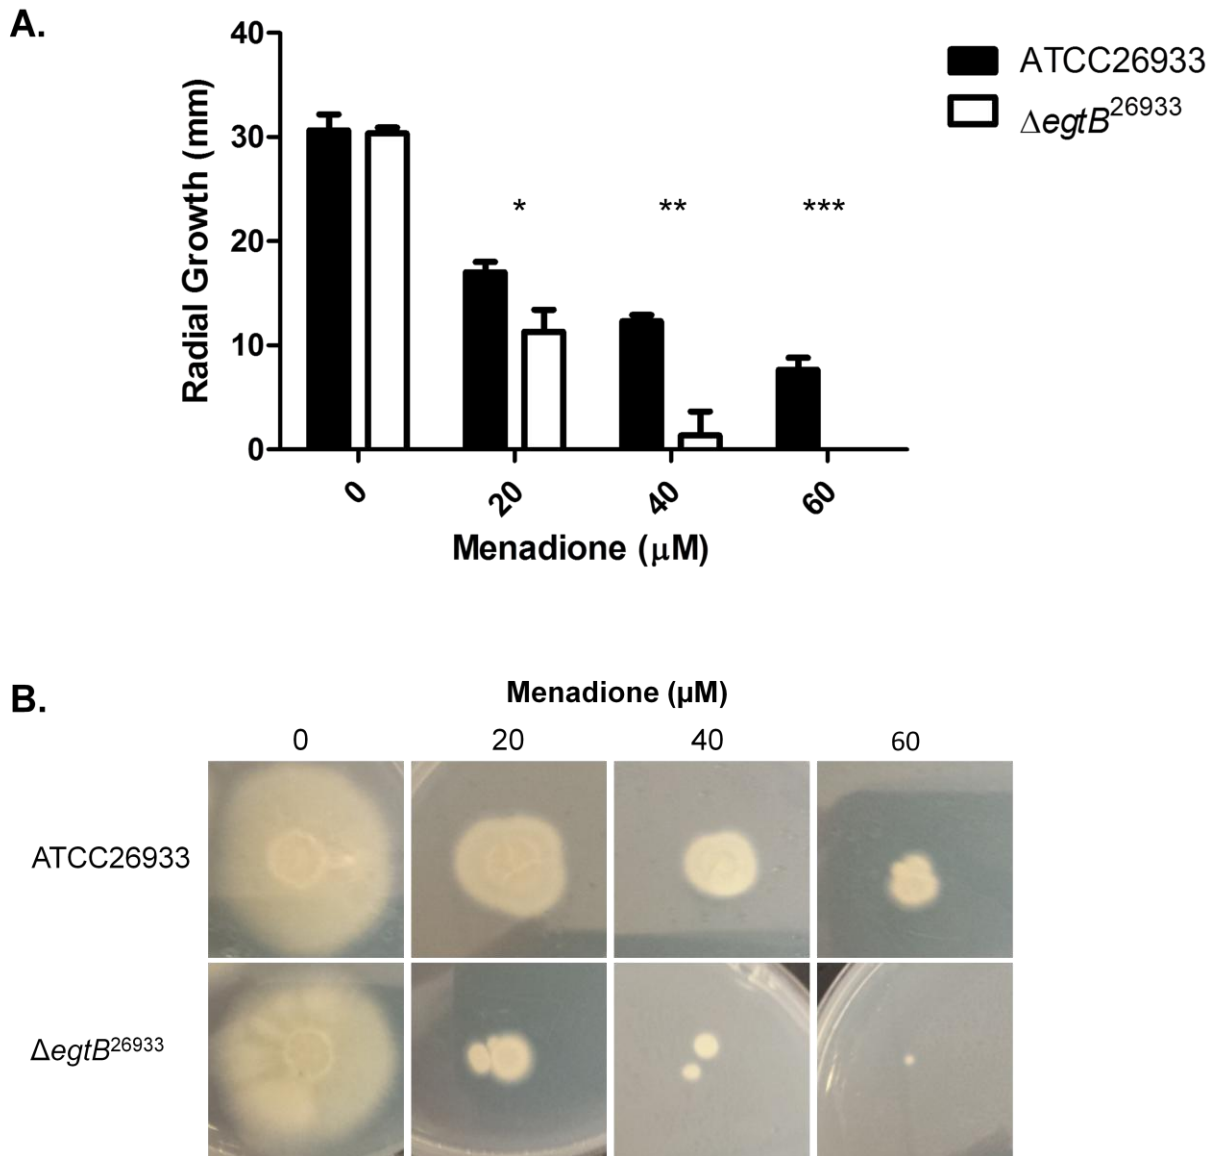 A.
40
30
20
10
0
Radial Growth (mm)
ATCC26933
ΔegtB²⁶⁹³³
* ** ***
0 20 40 60
Menadione (μM)
B.
Menadione (μM)
0 20 40 60
ATCC26933
ΔegtB²⁶⁹³³